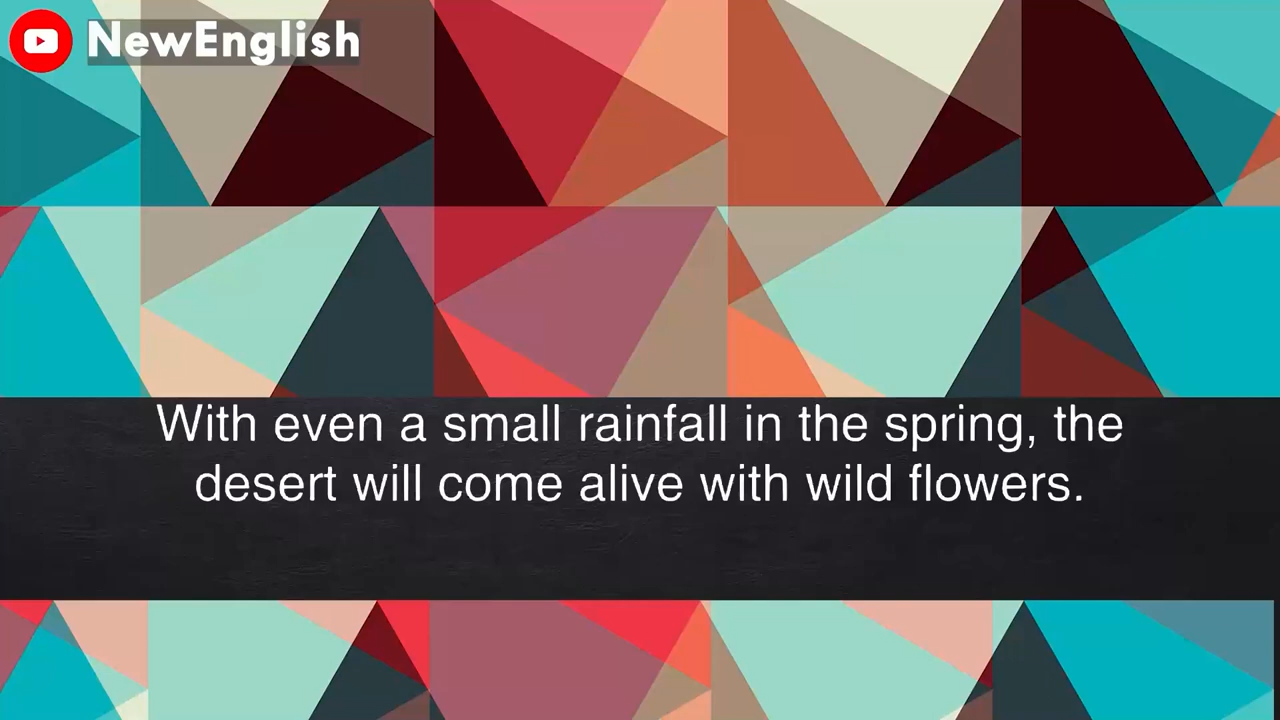 NewEnglish
With even a small rainfall in the spring, the
desert will come alive with wild flowers.